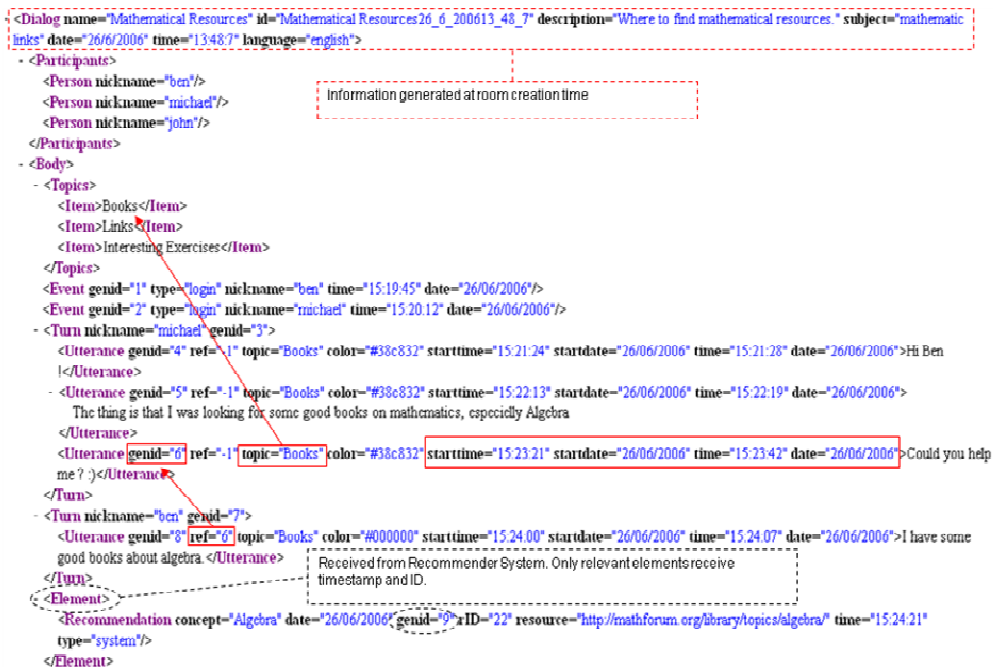 - <Dialog name="Mathematical Resources" id="Mathematical Resources26_6_200613_48_7" description="Where to find mathematical resources." subject="mathematic
links" date="26/6/2006" time="13:48:7" language="english">
- <Participants>
<Person nickname="ben"/>
Information generated at room creation time
<Person nickname="michael"/>
<Person nickname="john"/>
</Participants>
- <Body>
- <Topics>
<Item>Books</Item>
<Item>Links</Item>
<Item>Interesting Exercises</Item>
</Topics>
<Event genid="1" type="login" nickname="ben" time="15:19:45" date="26/06/2006"/>
<Event genid="2" type="login" nickname="michael" time="15:20:12" date="26/06/2006"/>
- <Turn nickname="michael" genid="3">
<Utterance genid="4" ref="-1" topic="Books" color="#38c832" starttime="15:21:24" startdate="26/06/2006" time="15:21:28" date="26/06/2006">Hi Ben
!</Utterance>
- <Utterance genid="5" ref="-1" topic="Books" color="#38c832" starttime="15:22:13" startdate="26/06/2006" time="15:22:19" date="26/06/2006">
The thing is that I was looking for some good books on mathematics, especially Algebra
</Utterance>
<Utterance genid="6" ref="-1" topic="Books" color="#38c832" starttime="15:23:21" startdate="26/06/2006" time="15:23:42" date="26/06/2006">Could you help
me ? :)</Utterance>
</Turn>
- <Turn nickname="ben" genid="7">
<Utterance genid="8" ref="6" topic="Books" color="#000000" starttime="15:24:00" startdate="26/06/2006" time="15:24:07" date="26/06/2006">I have some
good books about algebra.</Utterance>
Received from Recommender System. Only relevant elements receive
timestamp and ID.
</Turn>
- <Element>
<Recommendation concept="Algebra" date="26/06/2006" genid="9" rID="22" resource="http://mathforum.org/library/topics/algebra/" time="15:24:21"
type="system"/>
</Element>